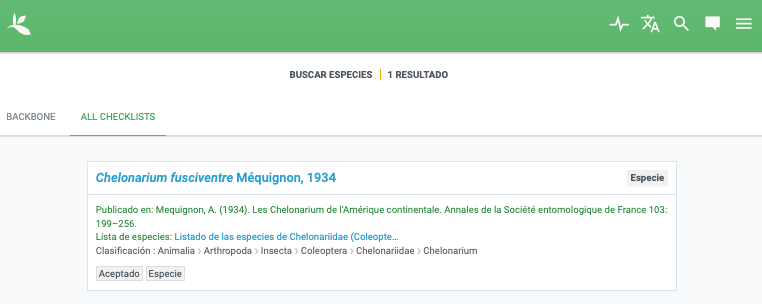 BUSCAR ESPECIES | 1 RESULTADO
BACKBONE ALL CHECKLISTS
Chelonarium fusciventre Méquignon, 1934 Especie
Publicado en: Mequignon, A. (1934). Les Chelonarium de l'Amérique continentale. Annales de la Société entomologique de France 103:
199–256.
Lista de especies: Listado de las especies de Chelonariidae (Coleopte...
Clasificación : Animalia › Arthropoda › Insecta › Coleoptera › Chelonariidae › Chelonarium
Aceptado Especie